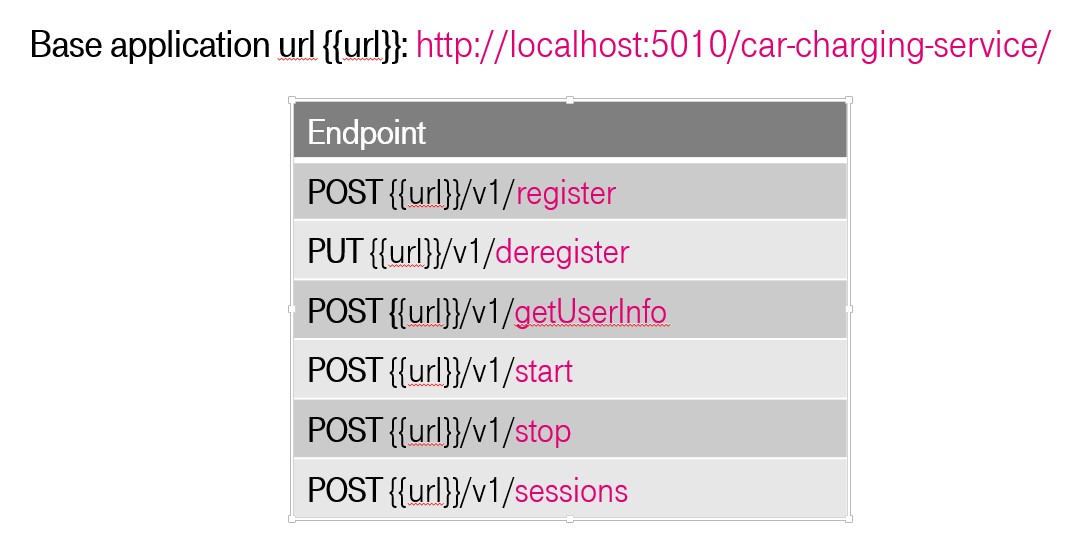 Base application url {{url}}: http://localhost:5010/car-charging-service/
Endpoint
POST {{url}}/v1/register
PUT {{url}}/v1/deregister
POST {{url}}/v1/getUserInfo
POST {{url}}/v1/start
POST {{url}}/v1/stop
POST {{url}}/v1/sessions